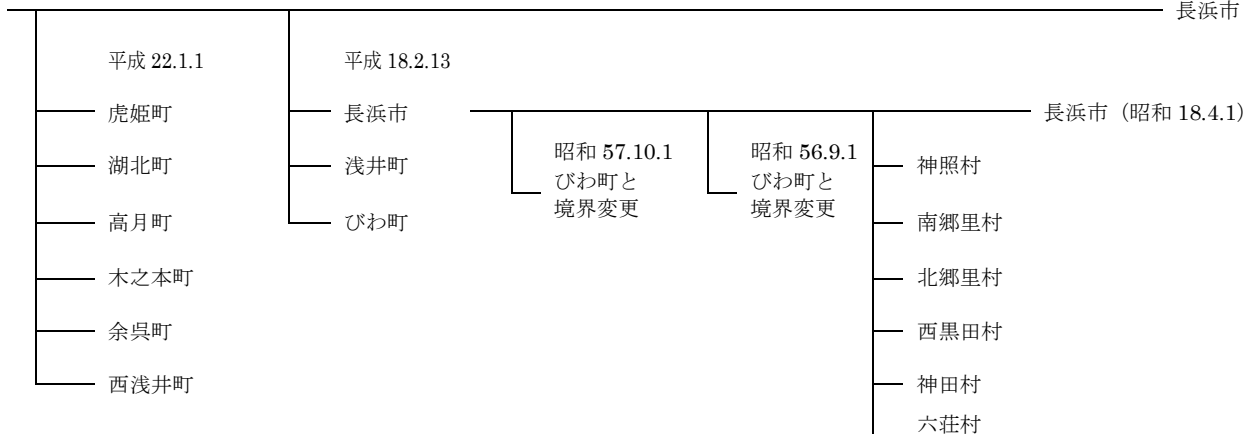 長浜市
平成 22.1.1
虎姫町
湖北町
高月町
木之本町
余呉町
西浅井町
平成 18.2.13
長浜市
浅井町
びわ町
昭和 57.10.1
びわ町と
境界変更
昭和 56.9.1
びわ町と
境界変更
長浜市（昭和 18.4.1）
神照村
南郷里村
北郷里村
西黒田村
神田村
六荘村